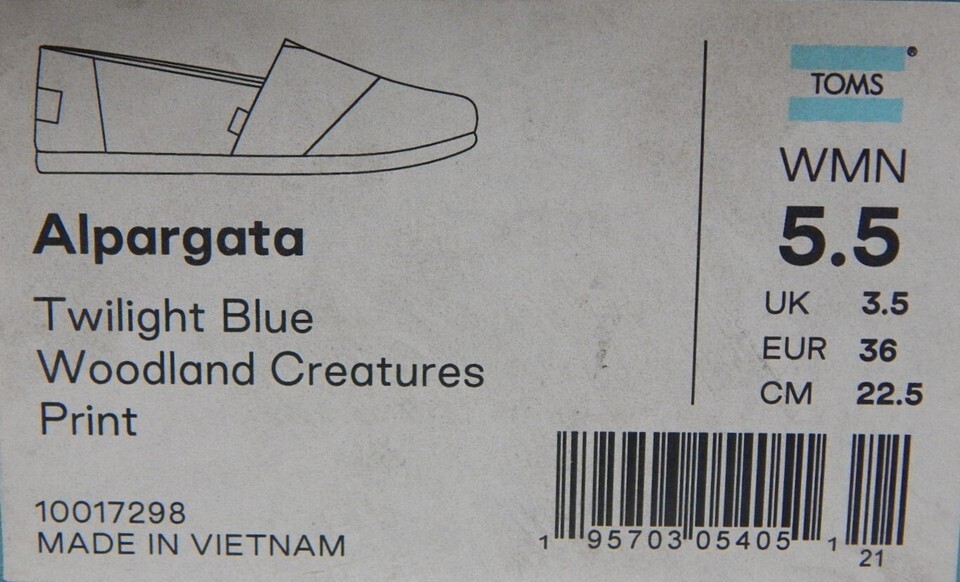 Alpargata
Twilight Blue
Woodland Creatures
Print
10017298
MADE IN VIETNAM
TOMS®
WMN
5.5
UK 3.5
EUR 36
CM 22.5
1 95703 05405 1 21